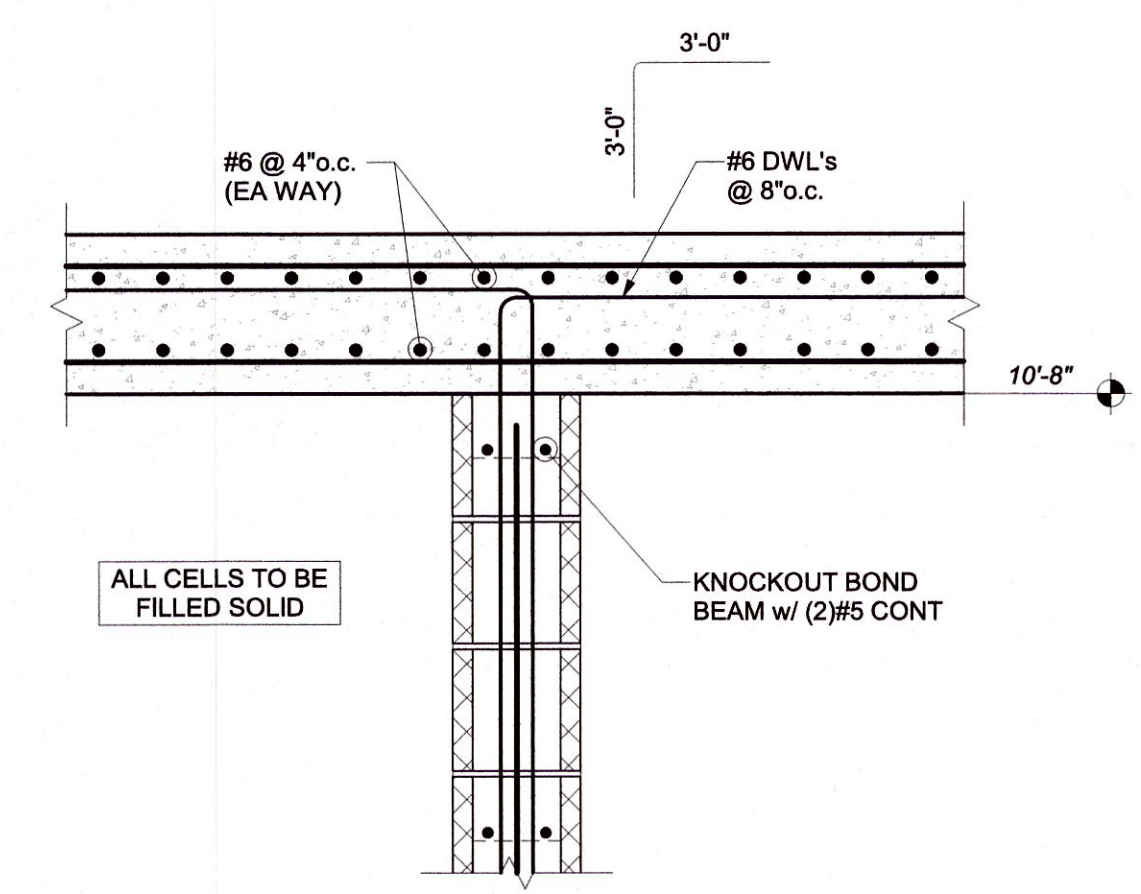 3'-0"
3'-0"
#6 @ 4"o.c.
(EA WAY)
#6 DWL's
@ 8"o.c.
10'-8"
ALL CELLS TO BE
FILLED SOLID
KNOCKOUT BOND
BEAM w/ (2)#5 CONT